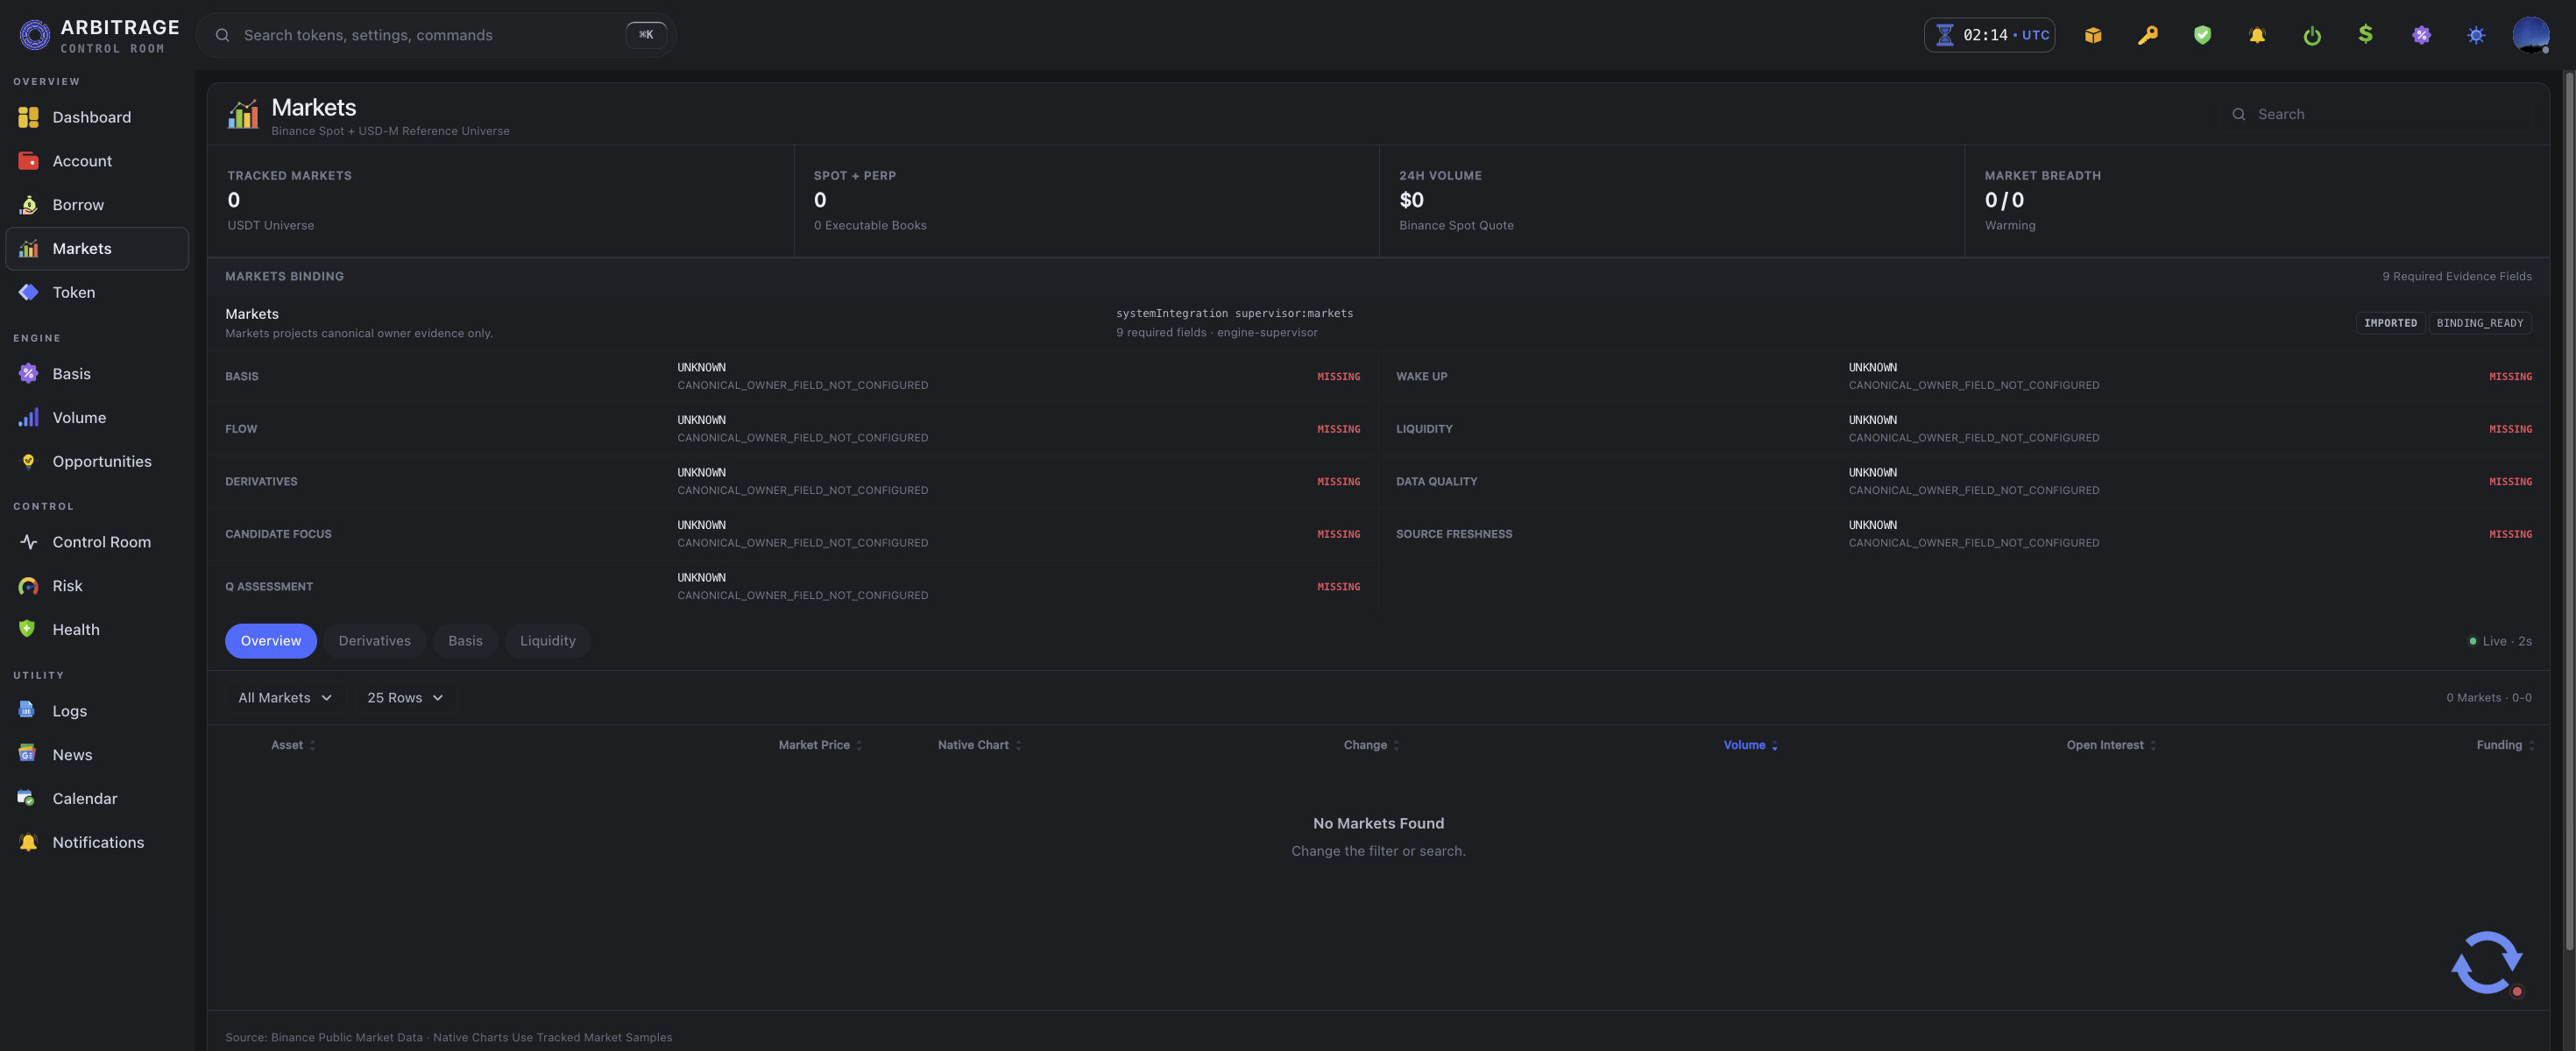 ARBITRAGE
CONTROL ROOM
Search tokens, settings, commands
⌘K
02:14 • UTC
OVERVIEW
Dashboard
Account
Borrow
Markets
Token
ENGINE
Basis
Volume
Opportunities
CONTROL
Control Room
Risk
Health
UTILITY
Logs
News
Calendar
Notifications
Markets
Binance Spot + USD-M Reference Universe
Search
TRACKED MARKETS
0
USDT Universe
SPOT + PERP
0
0 Executable Books
24H VOLUME
$0
Binance Spot Quote
MARKET BREADTH
0 / 0
Warming
MARKETS BINDING
9 Required Evidence Fields
Markets
Markets projects canonical owner evidence only.
systemIntegration supervisor:markets
9 required fields · engine-supervisor
IMPORTED
BINDING_READY
BASIS
UNKNOWN
CANONICAL_OWNER_FIELD_NOT_CONFIGURED
MISSING
WAKE UP
UNKNOWN
CANONICAL_OWNER_FIELD_NOT_CONFIGURED
MISSING
FLOW
UNKNOWN
CANONICAL_OWNER_FIELD_NOT_CONFIGURED
MISSING
LIQUIDITY
UNKNOWN
CANONICAL_OWNER_FIELD_NOT_CONFIGURED
MISSING
DERIVATIVES
UNKNOWN
CANONICAL_OWNER_FIELD_NOT_CONFIGURED
MISSING
DATA QUALITY
UNKNOWN
CANONICAL_OWNER_FIELD_NOT_CONFIGURED
MISSING
CANDIDATE FOCUS
UNKNOWN
CANONICAL_OWNER_FIELD_NOT_CONFIGURED
MISSING
SOURCE FRESHNESS
UNKNOWN
CANONICAL_OWNER_FIELD_NOT_CONFIGURED
MISSING
Q ASSESSMENT
UNKNOWN
CANONICAL_OWNER_FIELD_NOT_CONFIGURED
MISSING
Overview
Derivatives
Basis
Liquidity
Live · 2s
All Markets
25 Rows
0 Markets · 0-0
Asset
Market Price
Native Chart
Change
Volume
Open Interest
Funding
No Markets Found
Change the filter or search.
Source: Binance Public Market Data · Native Charts Use Tracked Market Samples